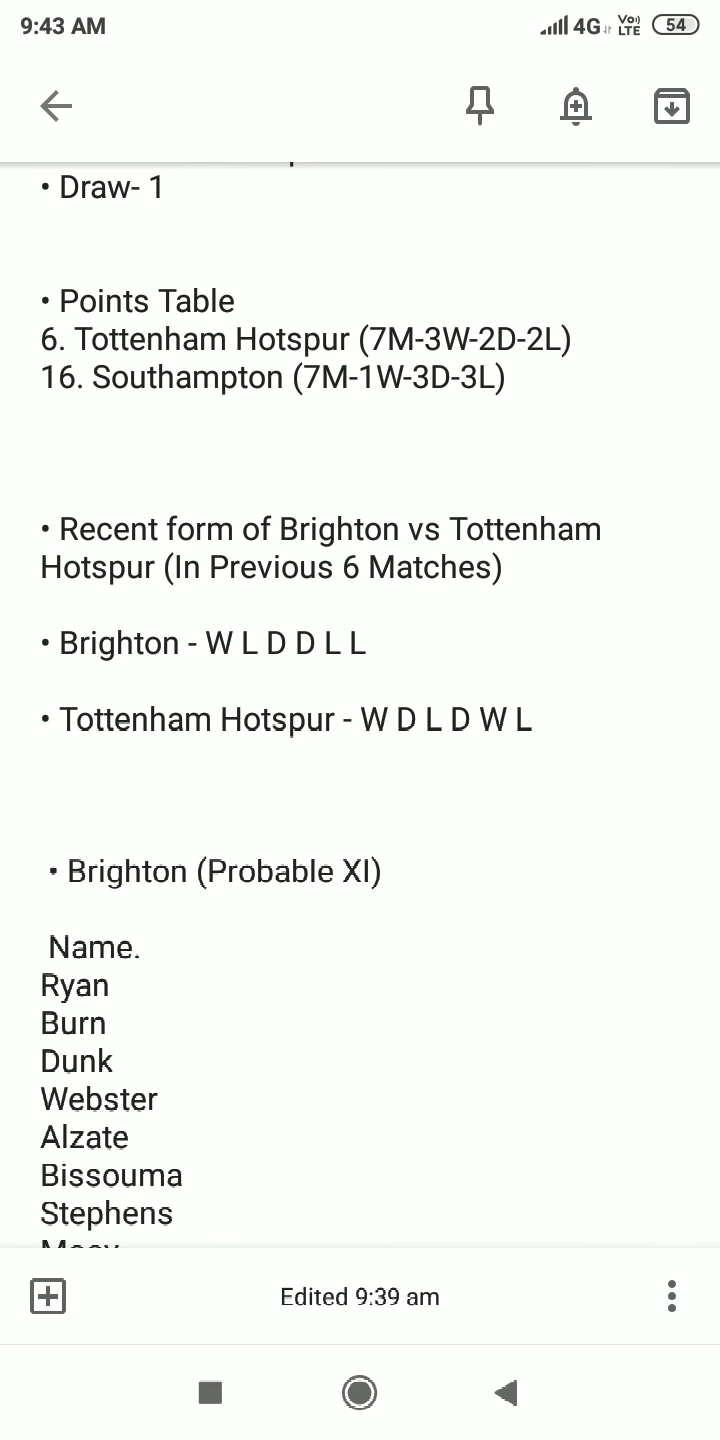 9:43 AM
4G Vo) LTE 54
• Draw- 1
• Points Table
6. Tottenham Hotspur (7M-3W-2D-2L)
16. Southampton (7M-1W-3D-3L)
• Recent form of Brighton vs Tottenham
Hotspur (In Previous 6 Matches)
• Brighton - W L D D L L
• Tottenham Hotspur - W D L D W L
• Brighton (Probable XI)
Name.
Ryan
Burn
Dunk
Webster
Alzate
Bissouma
Stephens
Edited 9:39 am